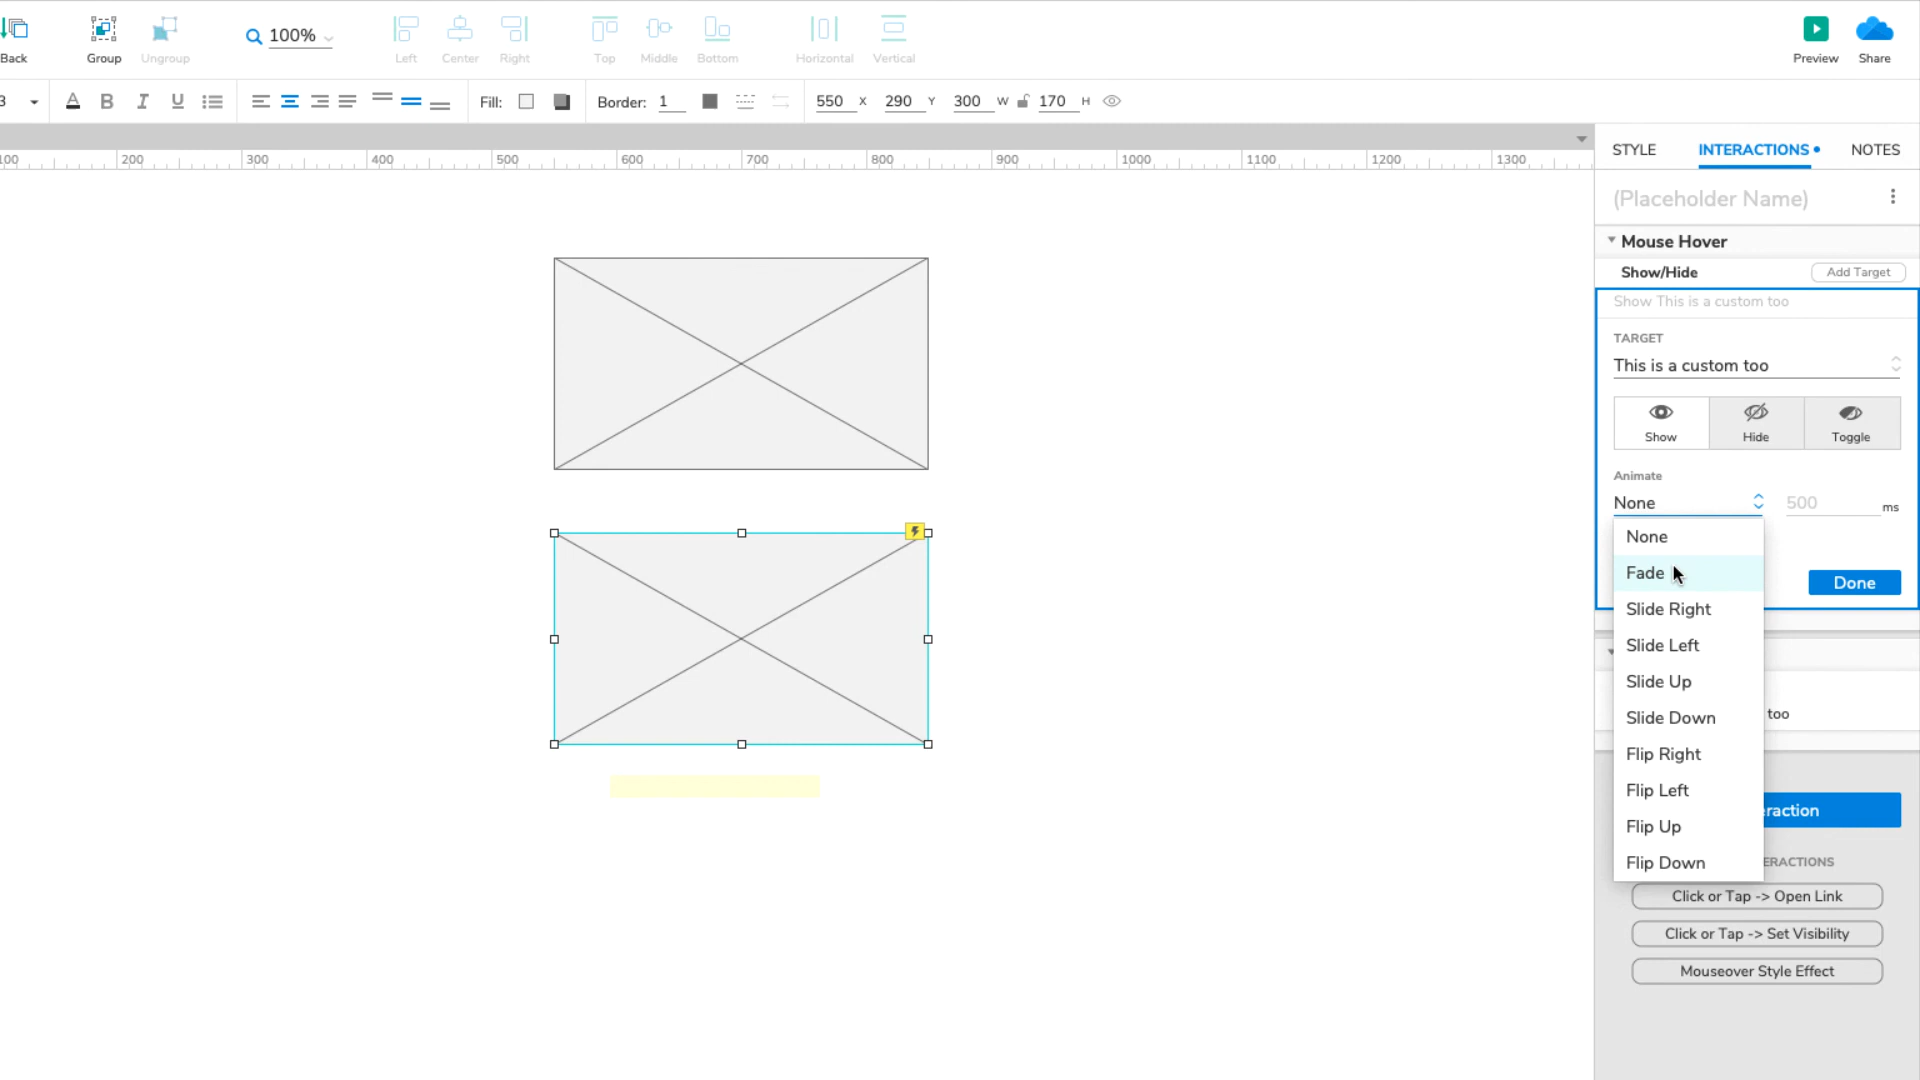 Back
Group
Ungroup
100%
Left
Center
Right
Top
Middle
Bottom
Horizontal
Vertical
Preview
Share
3
A
B
I
U
Fill:
Border: 1
550 X
290 Y
300 W
170 H
100
200
300
400
500
600
700
800
900
1000
1100
1200
1300
STYLE
INTERACTIONS
NOTES
(Placeholder Name)
Mouse Hover
Show/Hide
Add Target
Show This is a custom too
TARGET
This is a custom too
Show
Hide
Toggle
Animate
None
500 ms
None
Fade
Done
Slide Right
Slide Left
Slide Up
Slide Down
too
Flip Right
Flip Left
eraction
Flip Up
Flip Down
ERACTIONS
Click or Tap -> Open Link
Click or Tap -> Set Visibility
Mouseover Style Effect